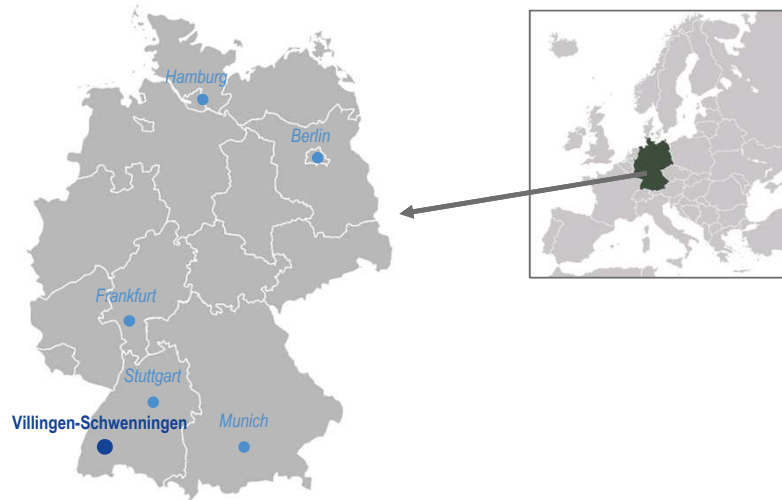 Hamburg
Berlin
Frankfurt
Stuttgart
Villingen-Schwenningen
Munich